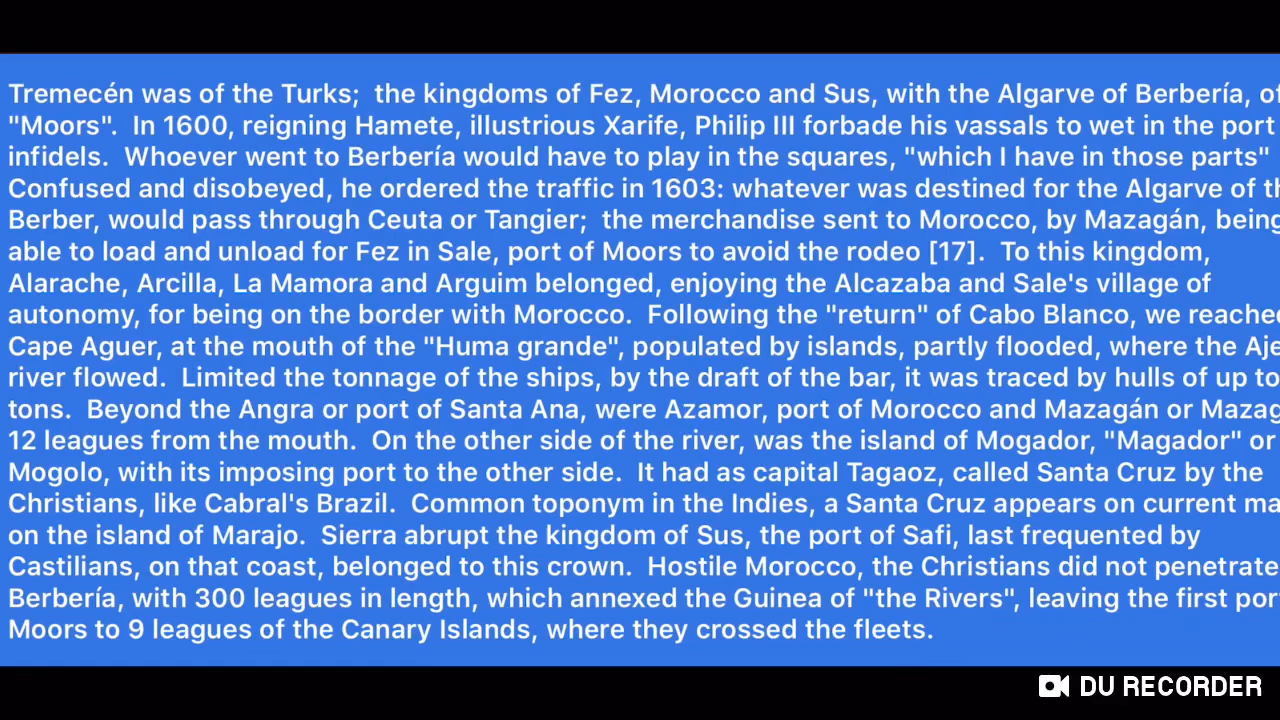 Tremecén was of the Turks;  the kingdoms of Fez, Morocco and Sus, with the Algarve of Berbería, of
"Moors".  In 1600, reigning Hamete, illustrious Xarife, Philip III forbade his vassals to wet in the port
infidels.  Whoever went to Berbería would have to play in the squares, "which I have in those parts"
Confused and disobeyed, he ordered the traffic in 1603: whatever was destined for the Algarve of
Berber, would pass through Ceuta or Tangier;  the merchandise sent to Morocco, by Mazagán, being
able to load and unload for Fez in Sale, port of Moors to avoid the rodeo [17].  To this kingdom,
Alarache, Arcilla, La Mamora and Arguim belonged, enjoying the Alcazaba and Sale's village of
autonomy, for being on the border with Morocco.  Following the "return" of Cabo Blanco, we reached
Cape Aguer, at the mouth of the "Huma grande", populated by islands, partly flooded, where the
river flowed.  Limited the tonnage of the ships, by the draft of the bar, it was traced by hulls of up to
tons.  Beyond the Angra or port of Santa Ana, were Azamor, port of Morocco and Mazagán or
12 leagues from the mouth.  On the other side of the river, was the island of Mogador, "Magador" or
Mogolo, with its imposing port to the other side.  It had as capital Tagaoz, called Santa Cruz by the
Christians, like Cabral's Brazil.  Common toponym in the Indies, a Santa Cruz appears on current
on the island of Marajo.  Sierra abrupt the kingdom of Sus, the port of Safi, last frequented by
Castilians, on that coast, belonged to this crown.  Hostile Morocco, the Christians did not penetrate
Berbería, with 300 leagues in length, which annexed the Guinea of "the Rivers", leaving the first
Moors to 9 leagues of the Canary Islands, where they crossed the fleets.
DU RECORDER